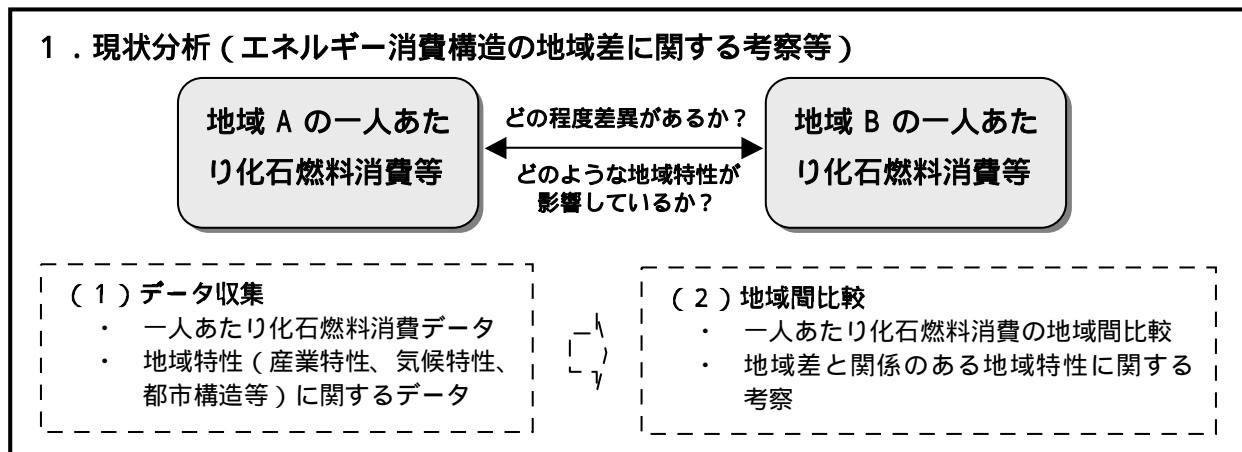 １．現状分析（エネルギー消費構造の地域差に関する考察等）
地域 A の一人あた
り化石燃料消費等
どの程度差異があるか？
どのような地域特性が
影響しているか？
地域 B の一人あた
り化石燃料消費等
（１）データ収集
・ 一人あたり化石燃料消費データ
・ 地域特性（産業特性、気候特性、
都市構造等）に関するデータ
（２）地域間比較
・ 一人あたり化石燃料消費の地域間比較
・ 地域差と関係のある地域特性に関する
考察